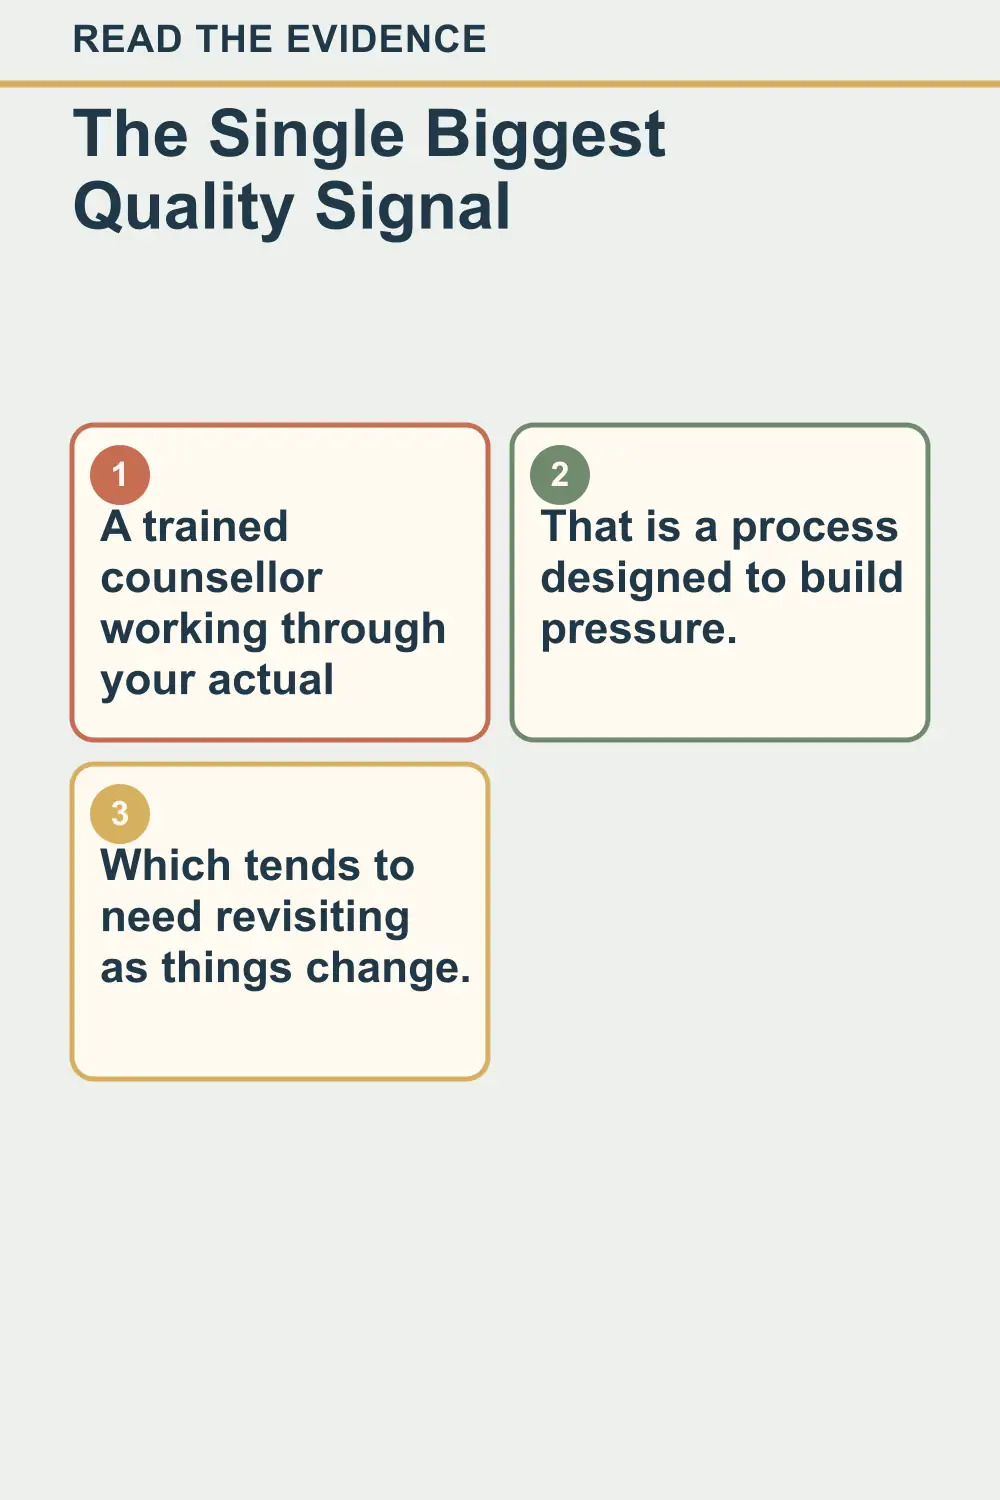 READ THE EVIDENCE
The Single Biggest
Quality Signal
1
A trained
counsellor
working through
your actual
2
That is a process
designed to build
pressure.
3
Which tends to
need revisiting
as things change.